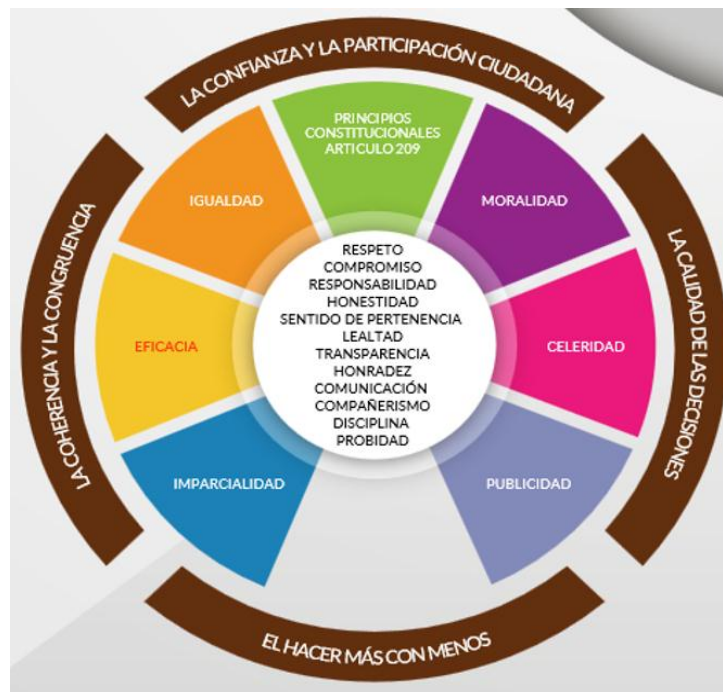 LA CONFIANZA Y LA PARTICIPACIÓN CIUDADANA
PRINCIPIOS
CONSTITUCIONALES
ARTICULO 209
IGUALDAD
MORALIDAD
LA COHERENCIA Y LA CONGRUENCIA
LA CALIDAD DE LAS DECISIONES
EFICACIA
CELERIDAD
RESPETO
COMPROMISO
RESPONSABILIDAD
HONESTIDAD
SENTIDO DE PERTENENCIA
LEALTAD
TRANSPARENCIA
HONRADEZ
COMUNICACIÓN
COMPAÑERISMO
DISCIPLINA
PROBIDAD
IMPARCIALIDAD
PUBLICIDAD
EL HACER MÁS CON MENOS